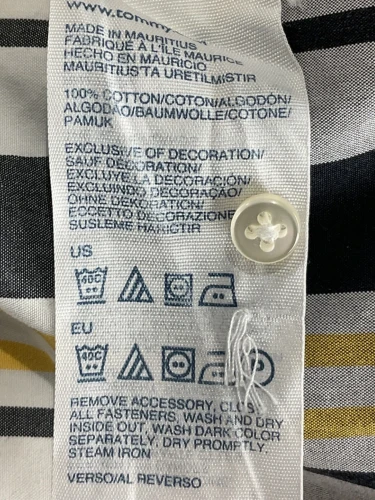 www.tommy
MADE IN MAURITIUS
FABRIQUÉ À L'ÎLE MAURICE
HECHO EN MAURICIO
MAURITIUS'TA URETILMISTIR
100% COTTON/COTON/ALGODÓN/
ALGODÃO/BAUMWOLLE/COTONE/
PAMUK
EXCLUSIVE OF DECORATION/
SAUF DÉCORATION/
EXCLUYE LA DECORACIÓN/
EXCLUINDO DECORAÇÃO/
OHNE DEKORATION/
ECCETTO DECORAZIONE
SUSLEME HARICTIR
US
40C
EU
40C
P
REMOVE ACCESSORY,
ALL FASTENERS, WASH AND DRY
INSIDE OUT, WASH DARK COLOR
SEPARATELY, DRY PROMPTLY.
STEAM IRON
VERSO/AL REVERSO